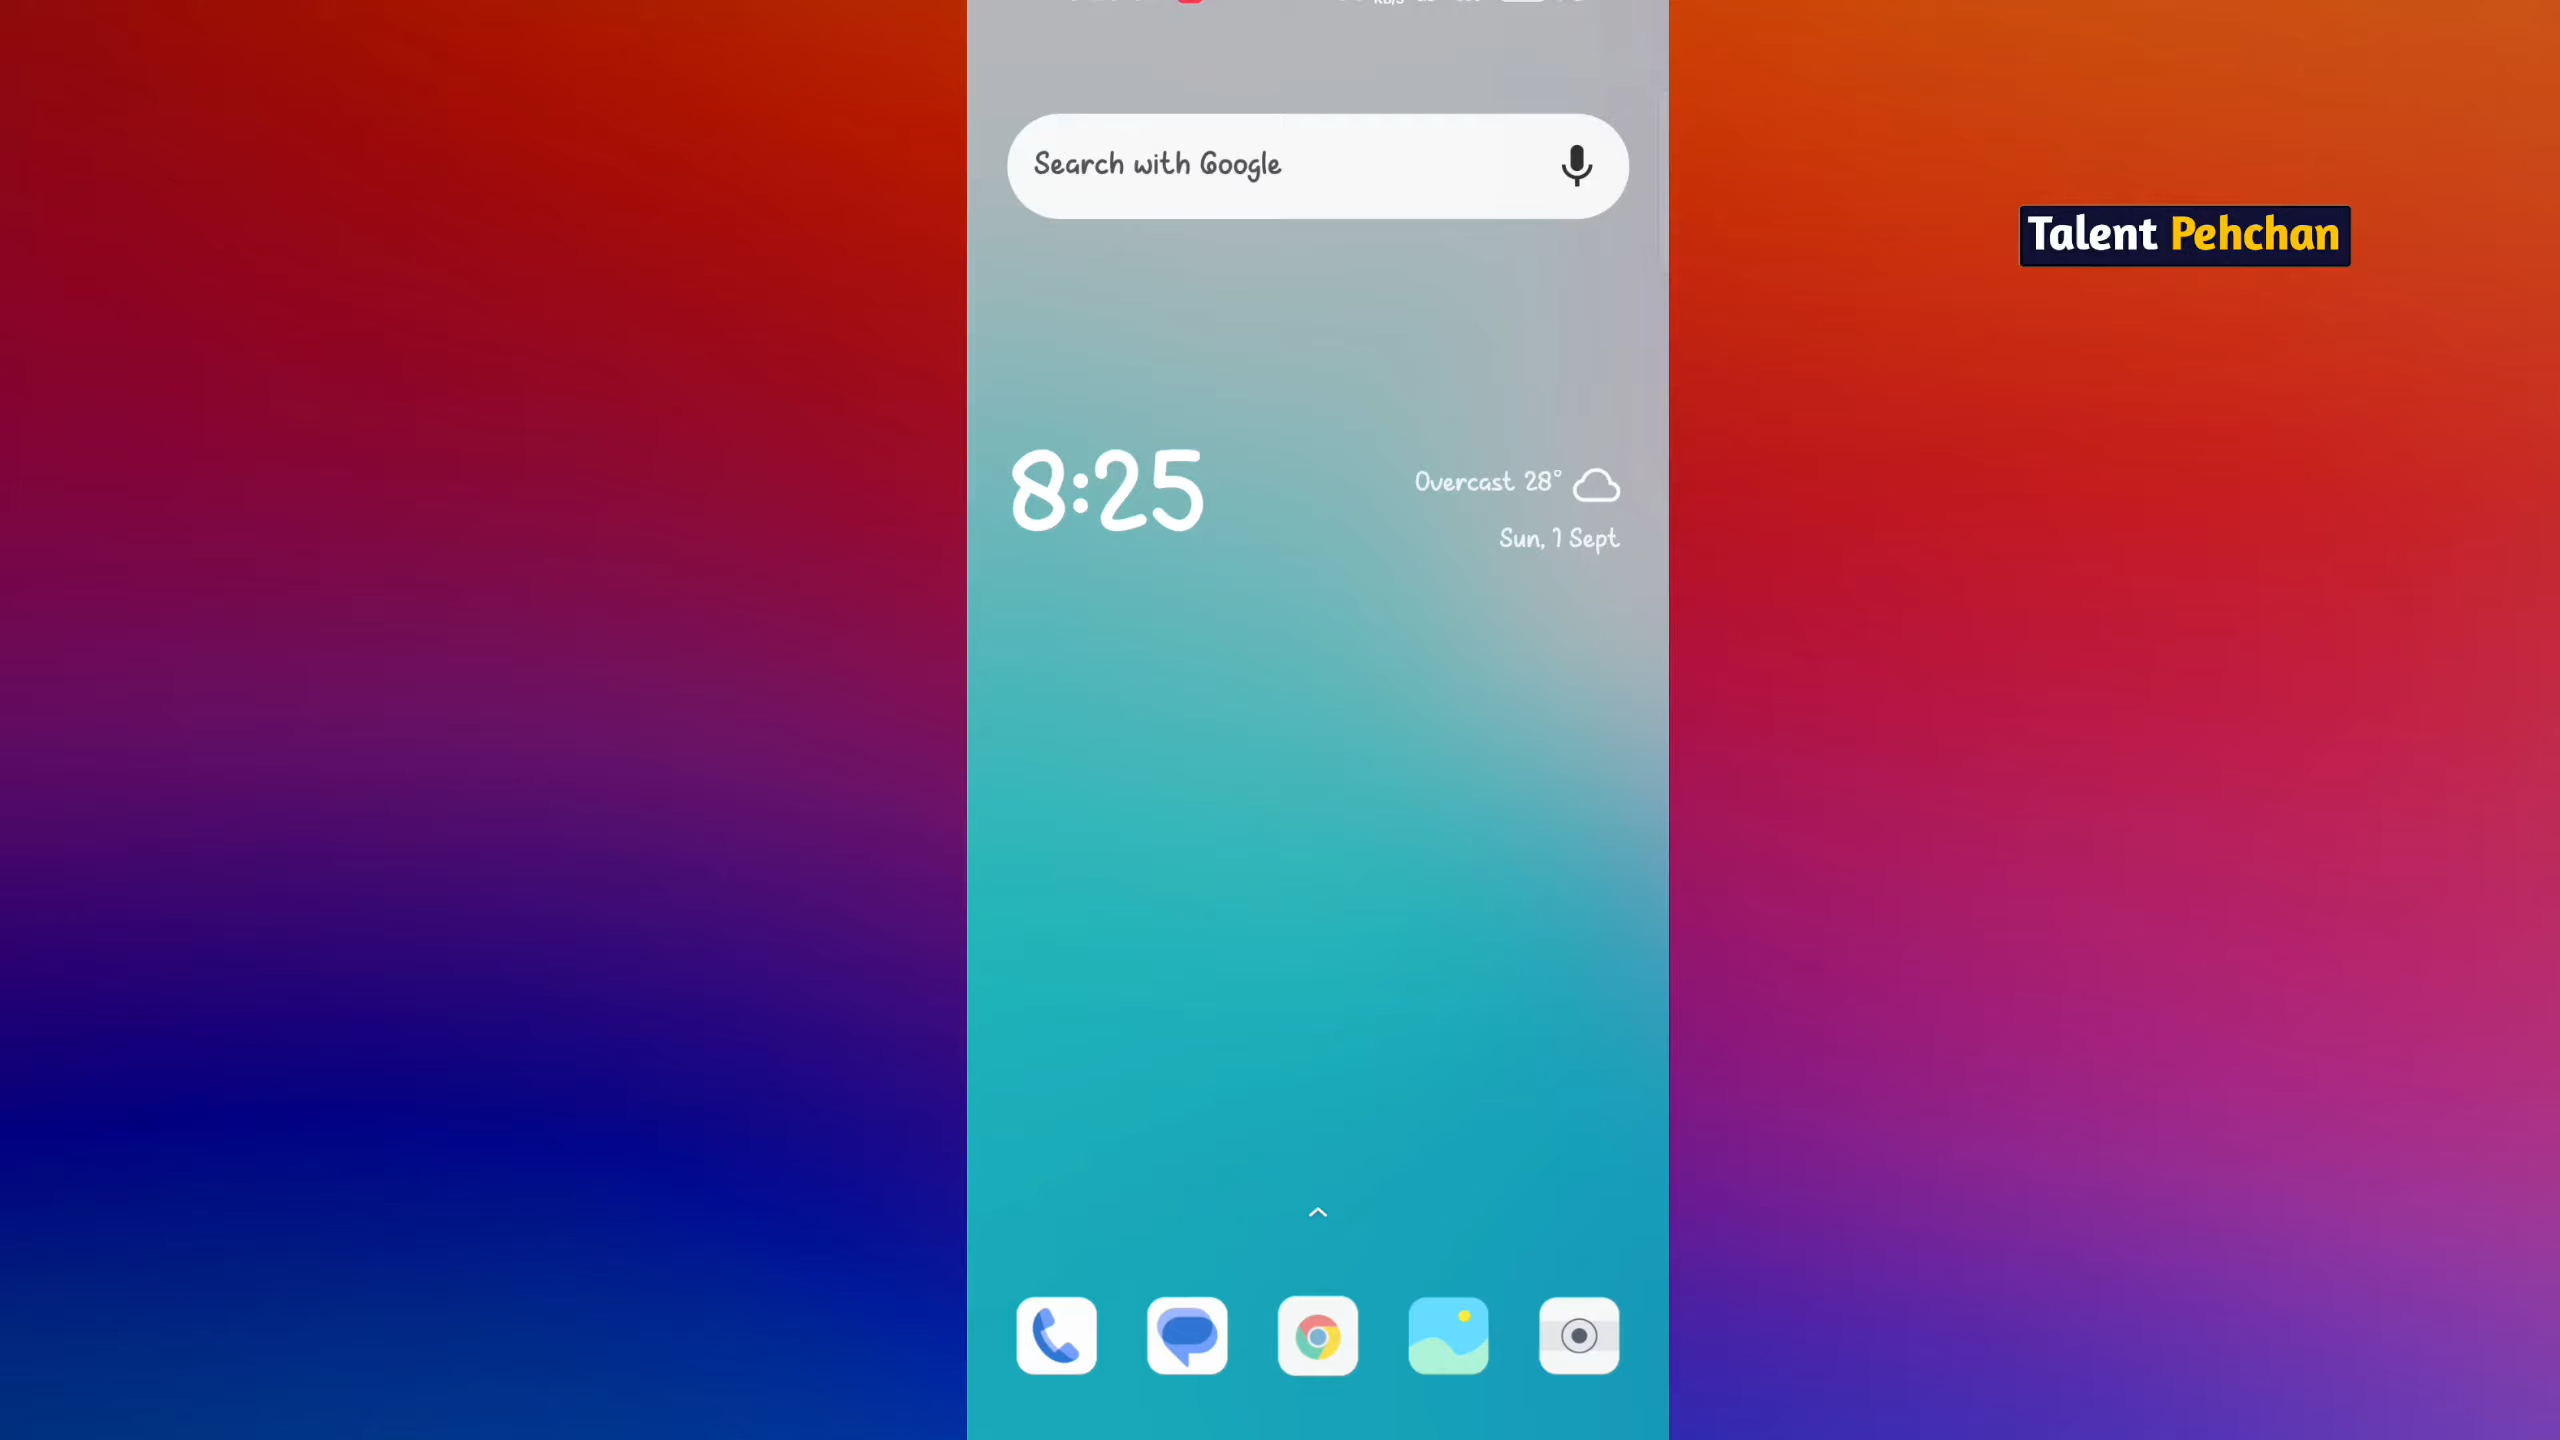 Search with Google
Talent Pehchan
8:25
Overcast 28°
Sun, 1 Sept